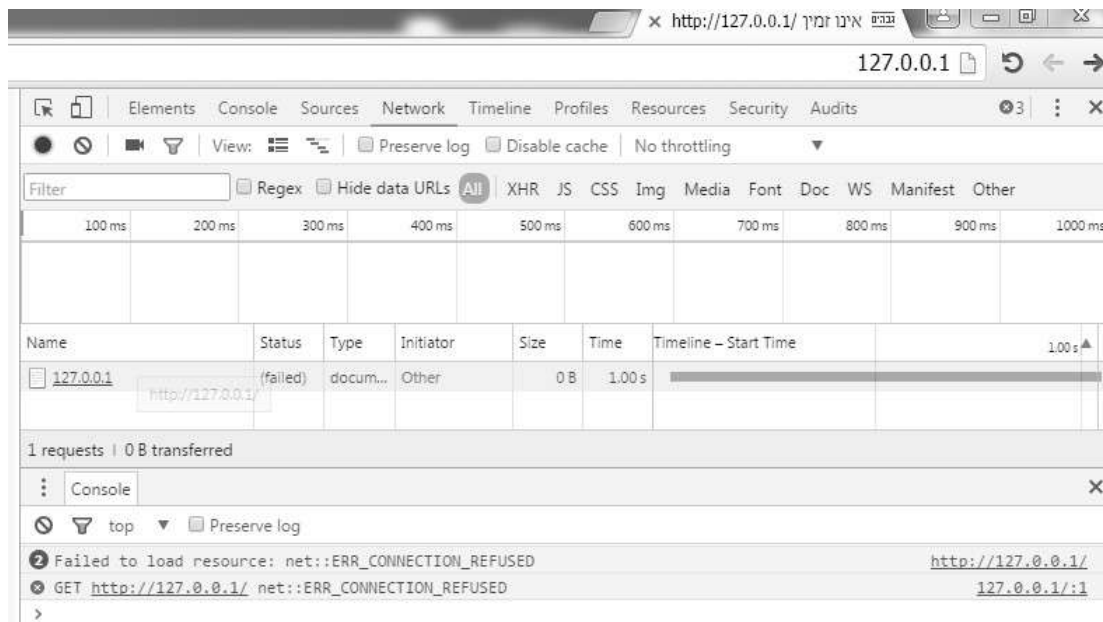 http://127.0.0.1/ אינו זמין
127.0.0.1
Elements Console Sources Network Timeline Profiles Resources Security Audits 3
View: Preserve log Disable cache No throttling
Filter Regex Hide data URLs All XHR JS CSS Img Media Font Doc WS Manifest Other
100 ms 200 ms 300 ms 400 ms 500 ms 600 ms 700 ms 800 ms 900 ms 1000 ms
Name Status Type Initiator Size Time Timeline – Start Time 1.00 s
127.0.0.1 (failed) docum... Other 0 B 1.00 s
http://127.0.0.1/
1 requests | 0 B transferred
Console
top Preserve log
2 Failed to load resource: net::ERR_CONNECTION_REFUSED http://127.0.0.1/
GET http://127.0.0.1/ net::ERR_CONNECTION_REFUSED 127.0.0.1/:1
>